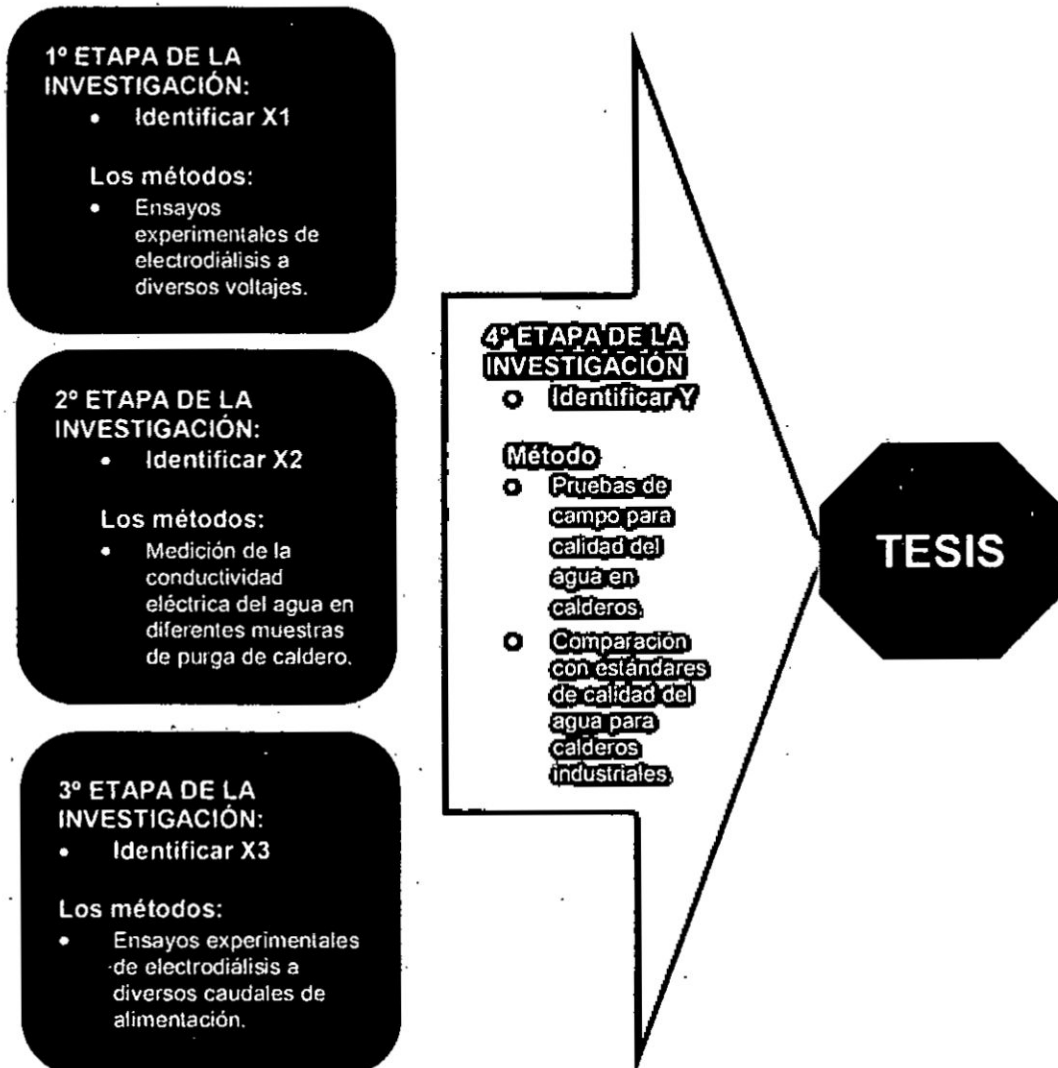 1º ETAPA DE LA
INVESTIGACIÓN:
• Identificar X1
Los métodos:
• Ensayos
experimentales de
electrodiálisis a
diversos voltajes.
2º ETAPA DE LA
INVESTIGACIÓN:
• Identificar X2
Los métodos:
• Medición de la
conductividad
eléctrica del agua en
diferentes muestras
de purga de caldero.
3º ETAPA DE LA
INVESTIGACIÓN:
• Identificar X3
Los métodos:
• Ensayos experimentales
de electrodiálisis a
diversos caudales de
alimentación.
4º ETAPA DE LA
INVESTIGACIÓN
o Identificar Y
Método
o Pruebas de
campo para
calidad del
agua en
calderos.
o Comparación
con estándares
de calidad del
agua para
calderos
industriales.
TESIS